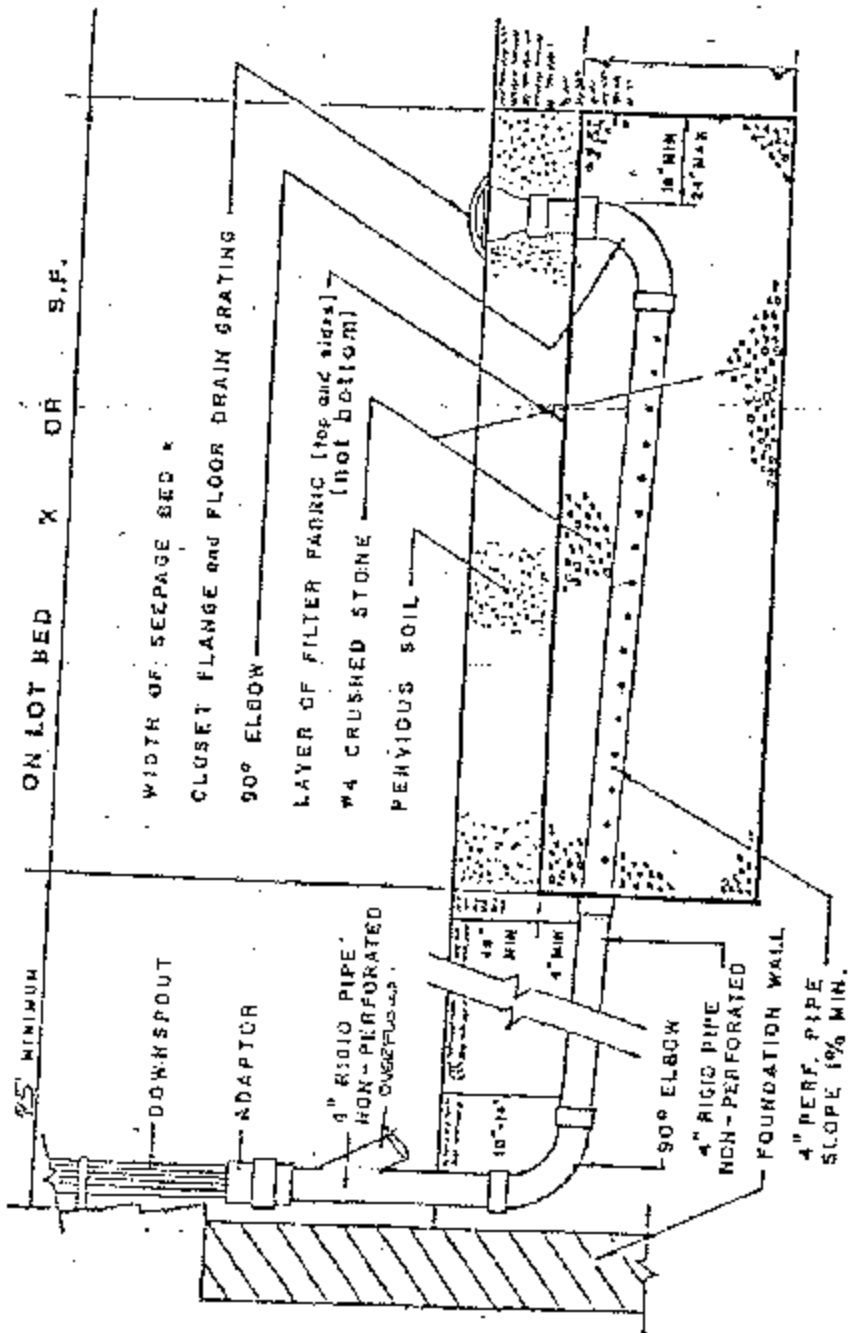 ON LOT BED X OR S.F.
WIDTH OF SEEPAGE BED *
CLOSET FLANGE and FLOOR DRAIN GRATING
90° ELBOW
LAYER OF FILTER FABRIC [top and sides]
[not bottom]
#4 CRUSHED STONE
PERVIOUS SOIL
MINIMUM
DOWNSPOUT
ADAPTOR
4" RIGID PIPE
NON-PERFORATED
MIN
4" MIN
18" MIN
24" MAX
90° ELBOW
4" RIGID PIPE
NON-PERFORATED
FOUNDATION WALL
4" PERF. PIPE
SLOPE 1% MIN.